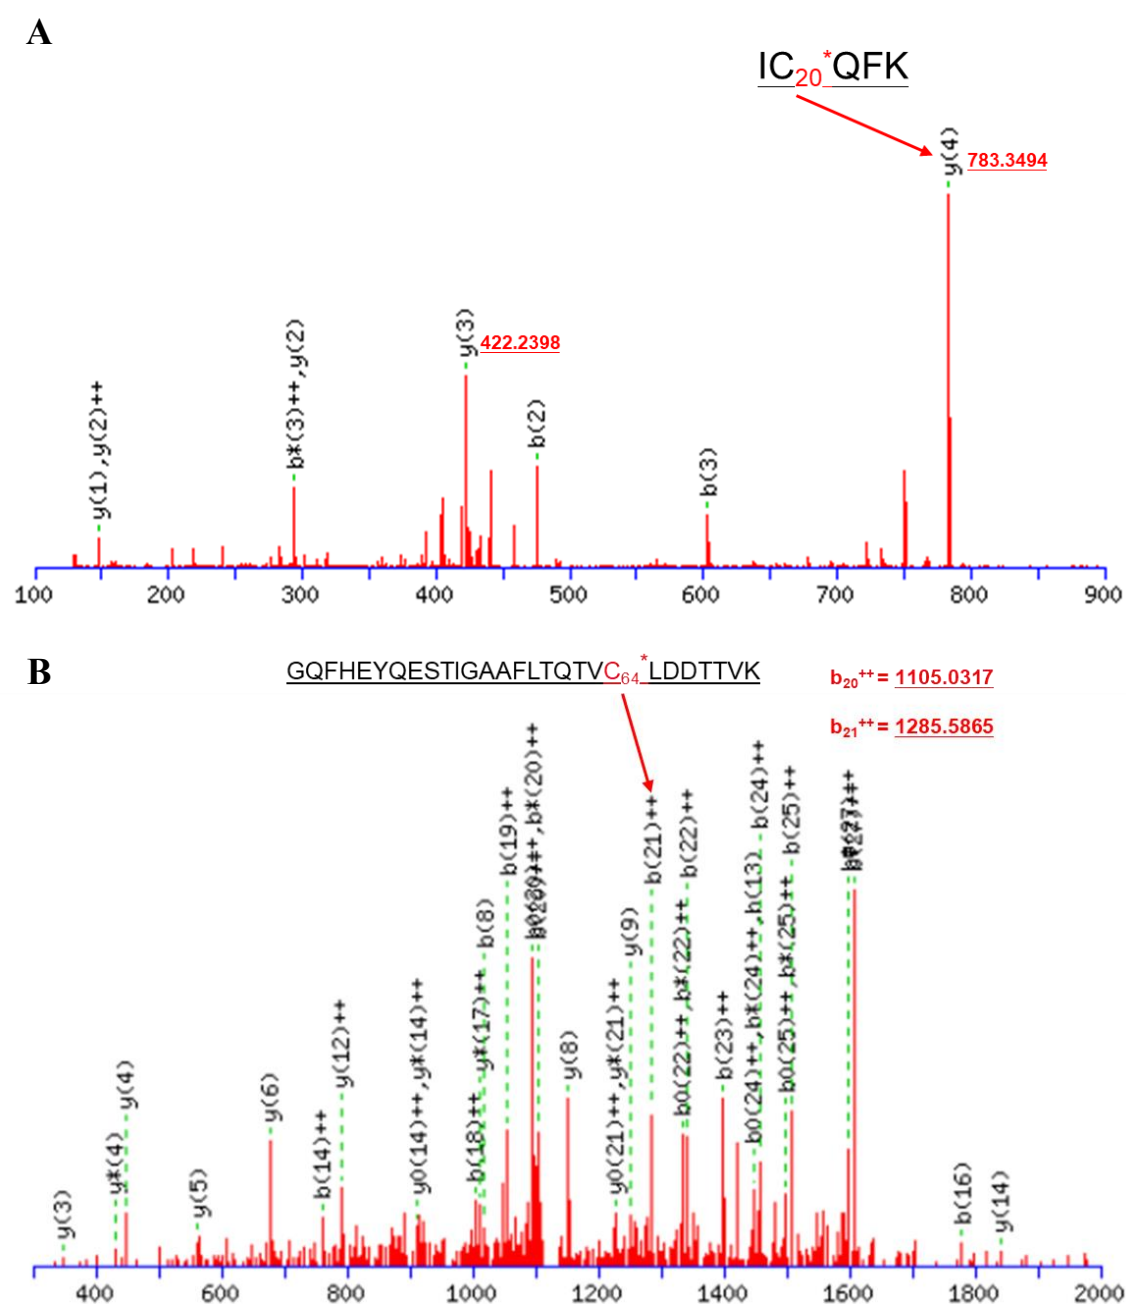 A
IC20*QFK
y(4) 783.3494
y(1),y(2)++
b*(3)++,y(2)
y(3) 422.2398
b(2)
b(3)
100 200 300 400 500 600 700 800 900
B
GQFHEYQESTIGAAFLTQTVC64*LDDTTVK
b20++ = 1105.0317
b21++ = 1285.5865
y(3)
y*(4)
y(4)
y(5)
y(6)
b(14)++
y(12)++
y0(14)++,y*(14)++
b(18)++
y*(17)++
b(8)
b(19)++
b*(20)++
y(8)
y0(21)++,y*(21)++
y(9)
b(21)++
b0(22)++,b*(22)++
b(22)++
b(23)++
b0(24)++,b*(24)++,b(13)
b(24)++
b0(25)++,b*(25)++
b(25)++
b(16)
y(14)
400 600 800 1000 1200 1400 1600 1800 2000